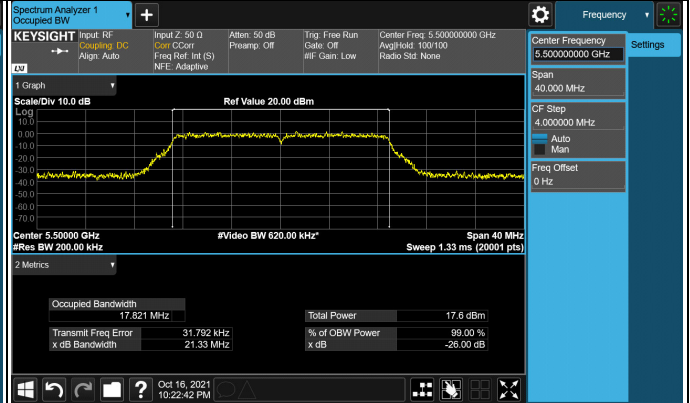 Spectrum Analyzer 1
Occupied BW
Frequency
KEYSIGHT
Input: RF
Coupling: DC
Align: Auto
Input Z: 50 Ω
Corr CCorr
Freq Ref: Int (S)
NFE: Adaptive
Atten: 50 dB
Preamp: Off
Trig: Free Run
Gate: Off
#IF Gain: Low
Center Freq: 5.500000000 GHz
Avg|Hold: 100/100
Radio Std: None
LXI
Center Frequency
5.500000000 GHz
Settings
Span
40.000 MHz
CF Step
4.000000 MHz
Auto
Man
Freq Offset
0 Hz
1 Graph
Scale/Div 10.0 dB
Ref Value 20.00 dBm
Log
10.0
0.00
-10.0
-20.0
-30.0
-40.0
-50.0
-60.0
-70.0
Center 5.50000 GHz
#Video BW 620.00 kHz*
Span 40 MHz
#Res BW 200.00 kHz
Sweep 1.33 ms (20001 pts)
2 Metrics
Occupied Bandwidth
17.821 MHz
Total Power 17.6 dBm
Transmit Freq Error 31.792 kHz
% of OBW Power 99.00 %
x dB Bandwidth 21.33 MHz
x dB -26.00 dB
Oct 16, 2021
10:22:42 PM